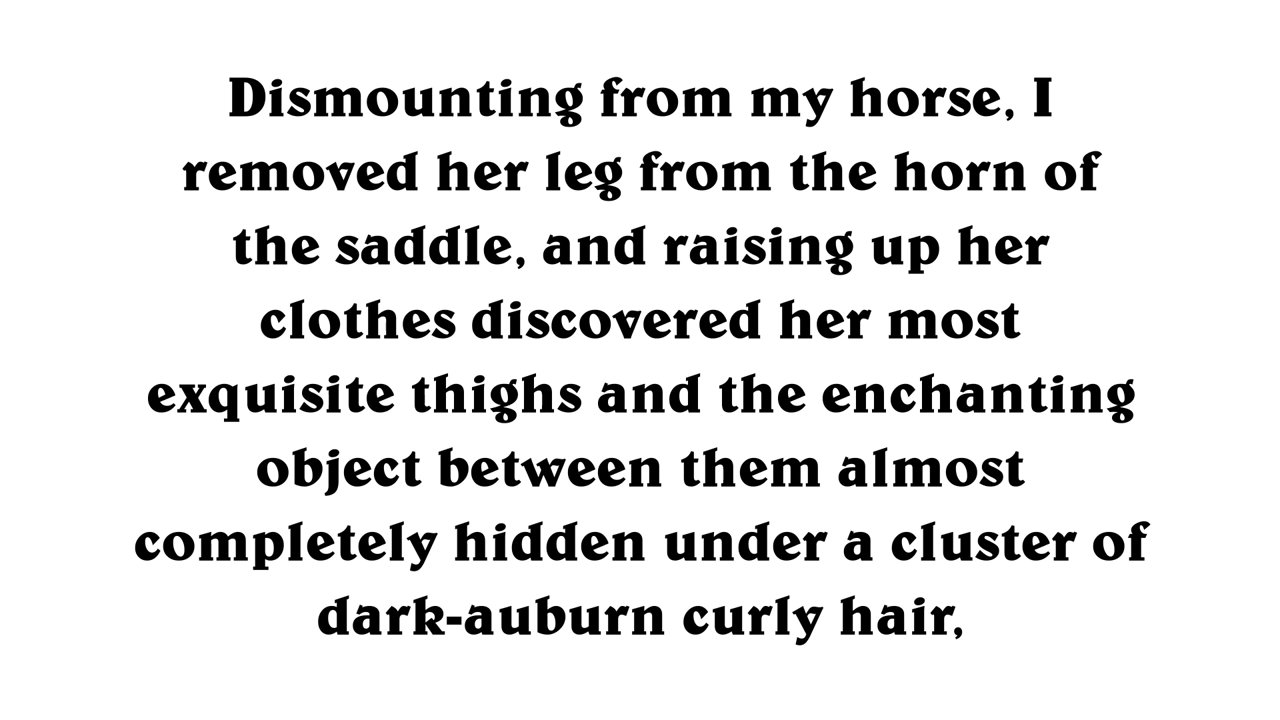 Dismounting from my horse, I
removed her leg from the horn of
the saddle, and raising up her
clothes discovered her most
exquisite thighs and the enchanting
object between them almost
completely hidden under a cluster of
dark-auburn curly hair,